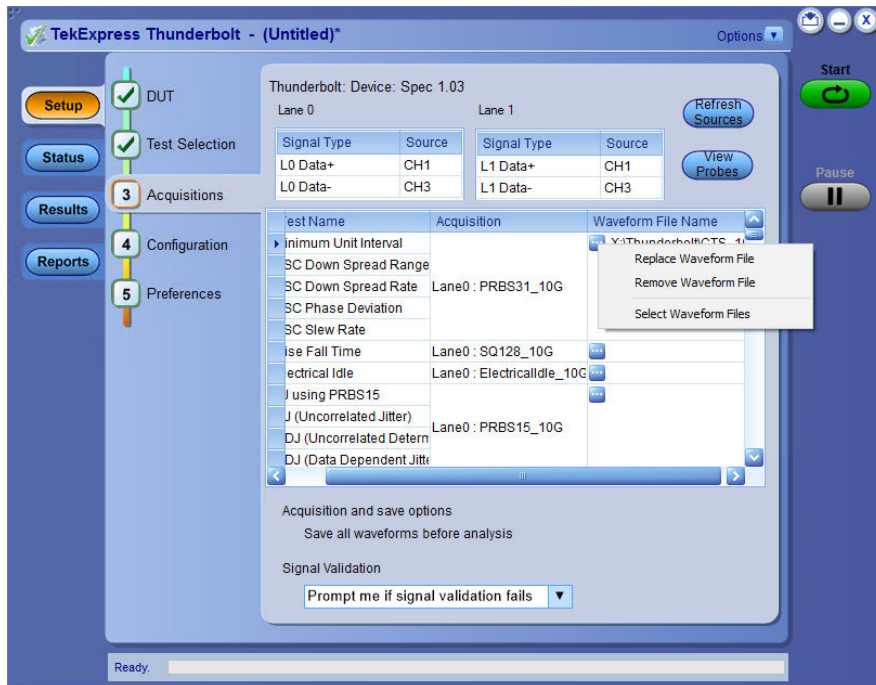 TekExpress Thunderbolt - (Untitled)*
Options
Start
Pause
Setup
Status
Results
Reports
DUT
Test Selection
3 Acquisitions
4 Configuration
5 Preferences
Thunderbolt: Device: Spec 1.03
Lane 0
Lane 1
Refresh Sources
View Probes
Signal Type Source
L0 Data+ CH1
L0 Data- CH3
Signal Type Source
L1 Data+ CH1
L1 Data- CH3
est Name Acquisition Waveform File Name
inimum Unit Interval
SC Down Spread Range
SC Down Spread Rate Lane0 : PRBS31_10G
SC Phase Deviation
SC Slew Rate
ise Fall Time Lane0 : SQ128_10G
ectrical Idle Lane0 : ElectricalIdle_10G
J using PRBS15
J (Uncorrelated Jitter)
DJ (Uncorrelated Determ Lane0 : PRBS15_10G
DJ (Data Dependent Jitte
Replace Waveform File
Remove Waveform File
Select Waveform Files
Acquisition and save options
Save all waveforms before analysis
Signal Validation
Prompt me if signal validation fails
Ready.